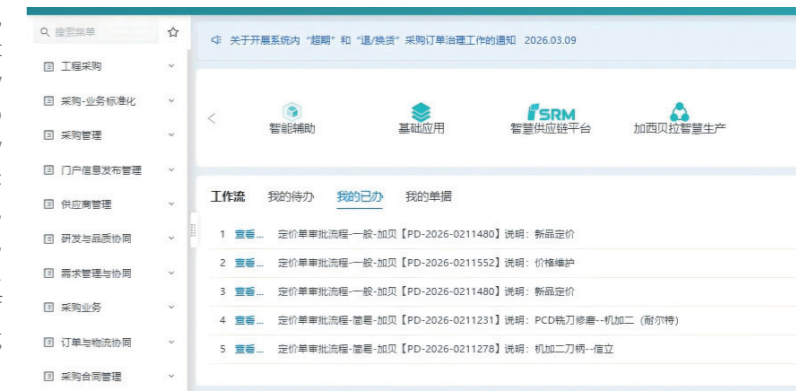 搜索菜单
工程采购
采购-业务标准化
采购管理
门户信息发布管理
供应商管理
研发与品质协同
需求管理与协同
采购业务
订单与物流协同
采购合同管理
关于开展系统内“超期”和“退/换货”采购订单治理工作的通知 2026.03.09
智能辅助
基础应用
SRM
智慧供应链平台
加西贝拉智慧生产
工作流 我的待办 我的已办 我的单据
1 查看... 定价单审批流程-一般-加贝【PD-2026-0211480】说明：新品定价
2 查看... 定价单审批流程-一般-加贝【PD-2026-0211552】说明：价格维护
3 查看... 定价单审批流程-一般-加贝【PD-2026-0211480】说明：新品定价
4 查看... 定价单审批流程-简易-加贝【PD-2026-0211231】说明：PCD铣刀修磨--机加二（耐尔特）
5 查看... 定价单审批流程-简易-加贝【PD-2026-0211278】说明：机加二刀柄--信立